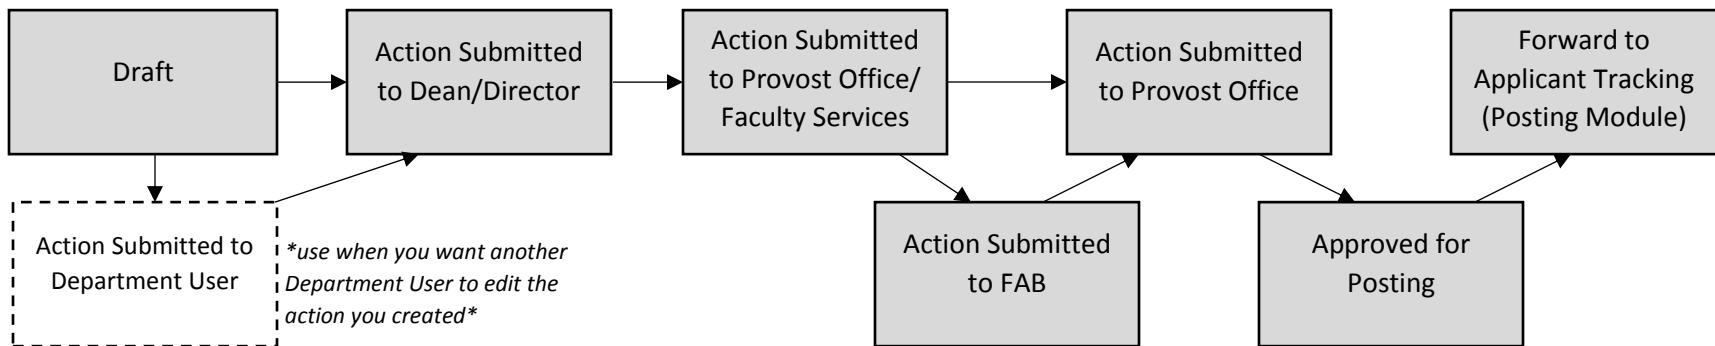 Draft
Action Submitted
to Dean/Director
Action Submitted
to Provost Office/
Faculty Services
Action Submitted
to Provost Office
Forward to
Applicant Tracking
(Posting Module)
Action Submitted to
Department User
*use when you want another
Department User to edit the
action you created*
Action Submitted
to FAB
Approved for
Posting